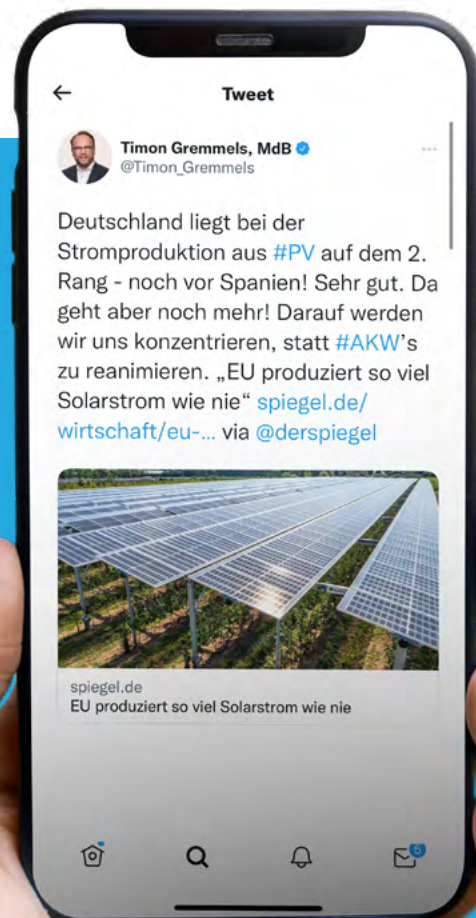 Tweet
Timon Gremmels, MdB
@Timon_Gremmels
Deutschland liegt bei der
Stromproduktion aus #PV auf dem 2.
Rang - noch vor Spanien! Sehr gut. Da
geht aber noch mehr! Darauf werden
wir uns konzentrieren, statt #AKW's
zu reanimieren. „EU produziert so viel
Solarstrom wie nie“ spiegel.de/
wirtschaft/eu-... via @derspiegel
spiegel.de
EU produziert so viel Solarstrom wie nie
5